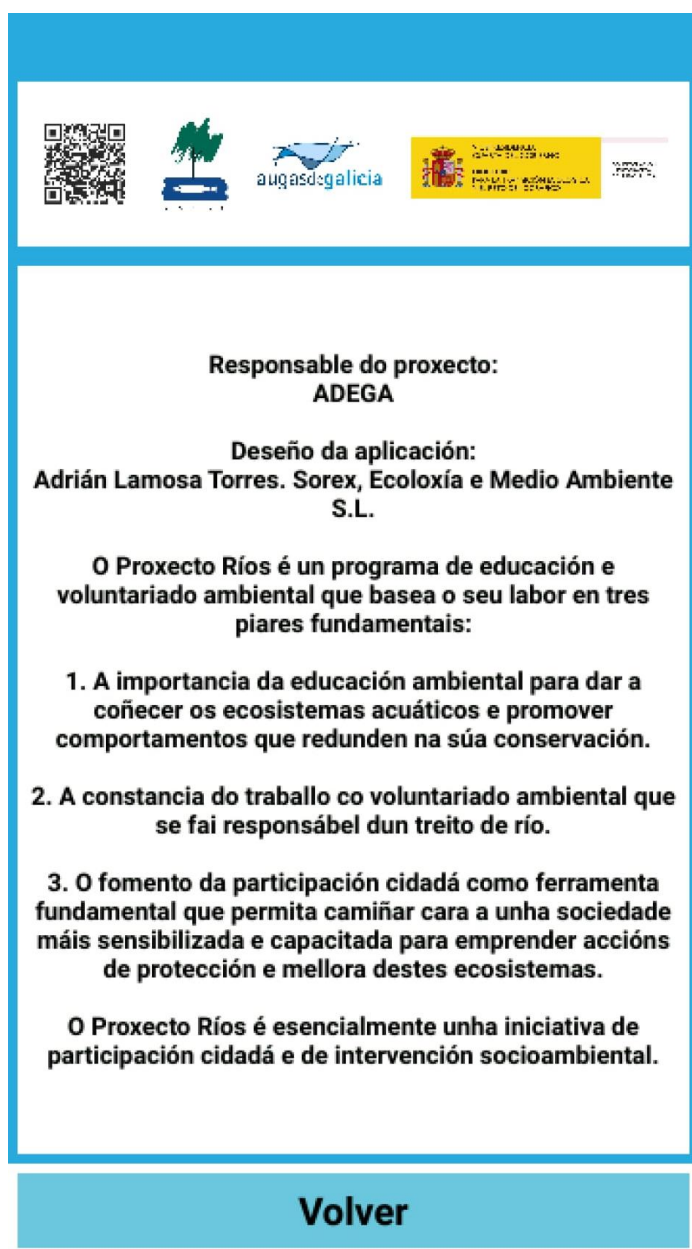 augasdegalicia
Responsable do proxecto:
ADEGA
Deseño da aplicación:
Adrián Lamosa Torres. Sorex, Ecoloxía e Medio Ambiente
S.L.
O Proxecto Ríos é un programa de educación e
voluntariado ambiental que basea o seu labor en tres
piares fundamentais:
1. A importancia da educación ambiental para dar a
coñecer os ecosistemas acuáticos e promover
comportamentos que redunden na súa conservación.
2. A constancia do traballo co voluntariado ambiental que
se fai responsábel dun treito de río.
3. O fomento da participación cidadá como ferramenta
fundamental que permita camiñar cara a unha sociedade
máis sensibilizada e capacitada para emprender accións
de protección e mellora destes ecosistemas.
O Proxecto Ríos é esencialmente unha iniciativa de
participación cidadá e de intervención socioambiental.
Volver